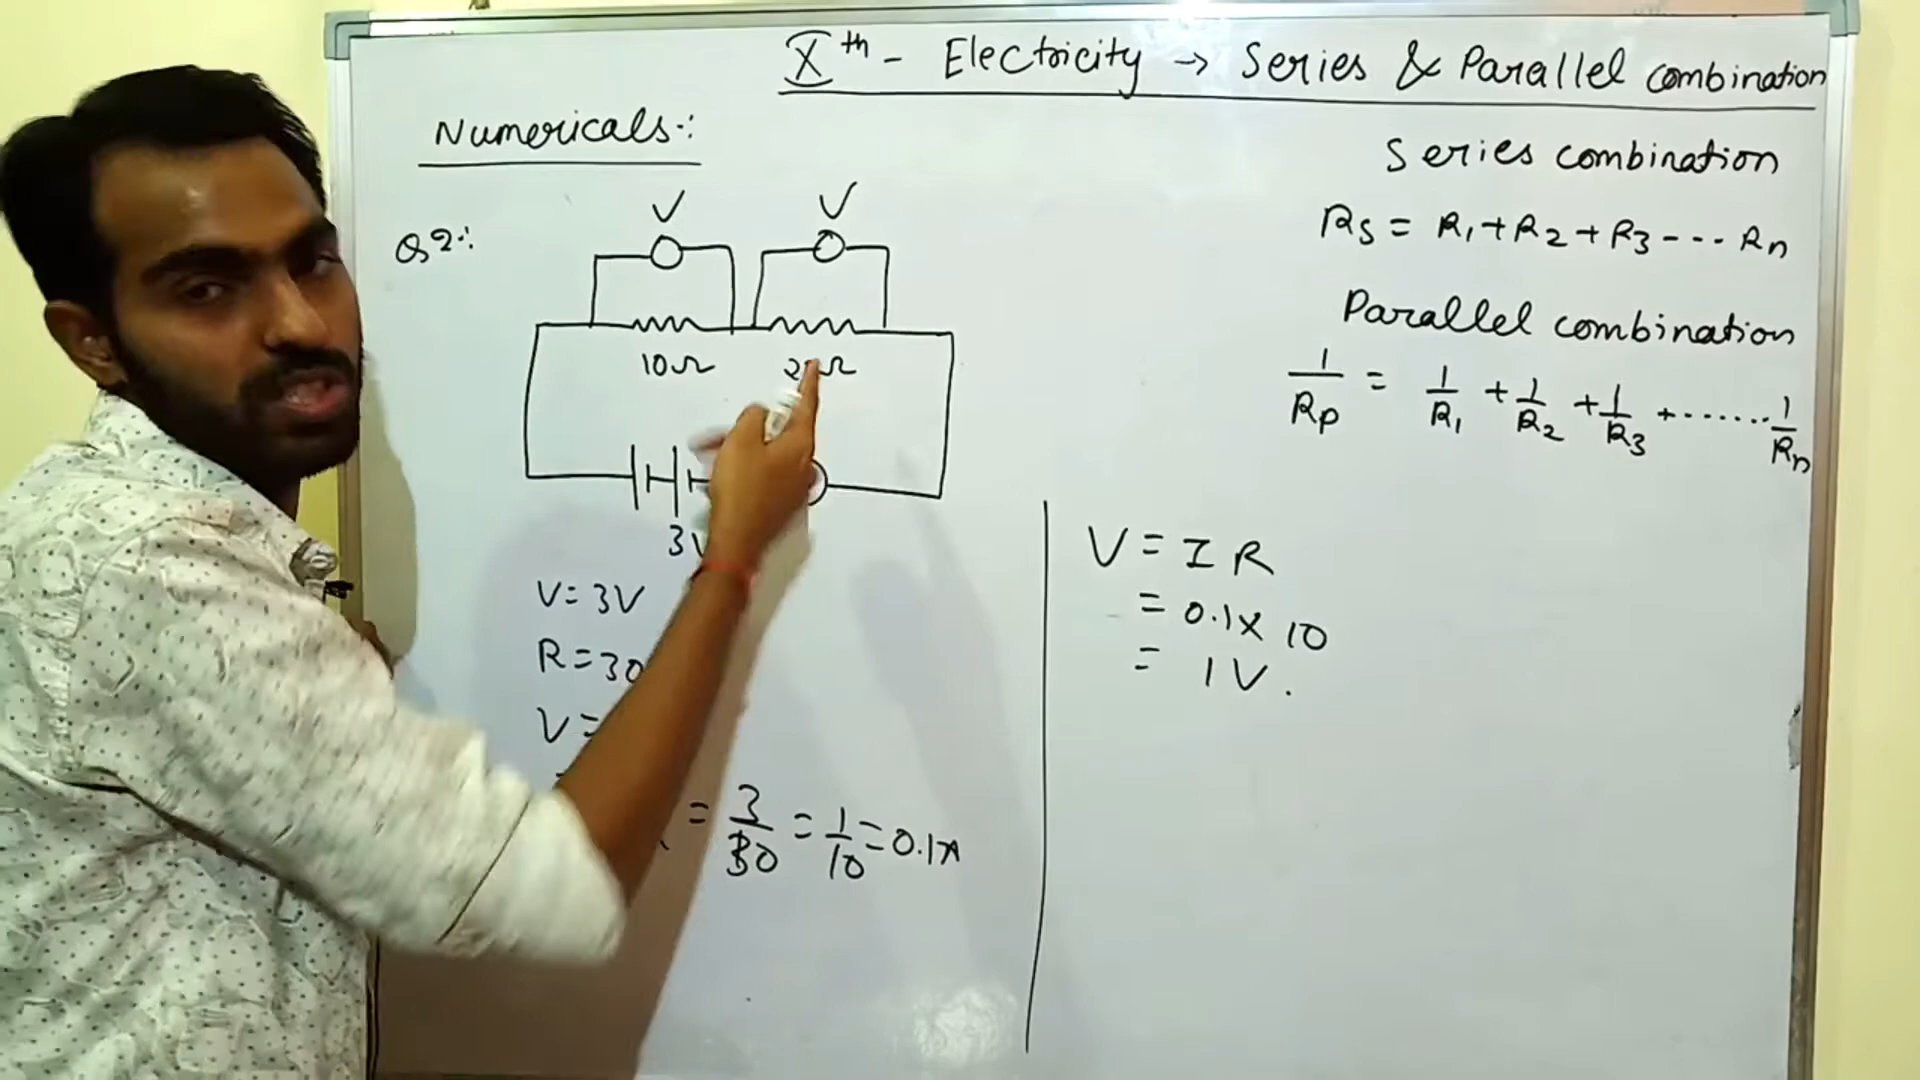 Xth - Electricity → Series & Parallel combination
Numericals:
Series combination
Rs = R1 + R2 + R3 --- Rn
Parallel combination
1/Rp = 1/R1 + 1/R2 + 1/R3 + ....... 1/Rn
Q2:
V V
10Ω
3V
V = 3V
R = 30
V =
= 3/30 = 1/10 = 0.1A
V = I R
= 0.1 x 10
= 1V.